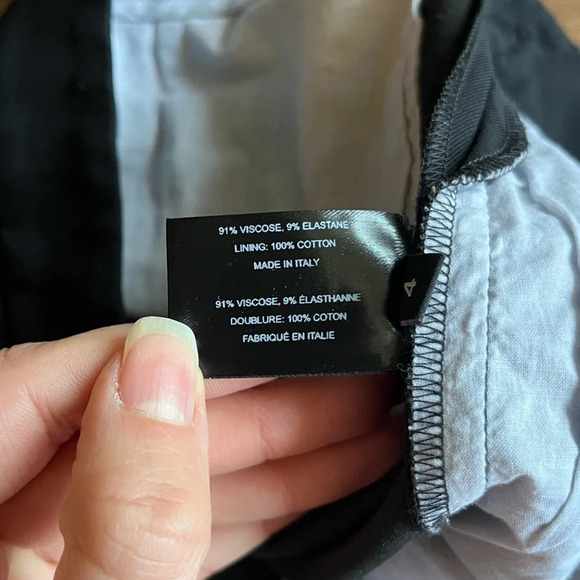 91% VISCOSE, 9% ELASTANE
LINING: 100% COTTON
MADE IN ITALY
91% VISCOSE, 9% ÉLASTHANNE
DOUBLURE: 100% COTON
FABRIQUÉ EN ITALIE
4